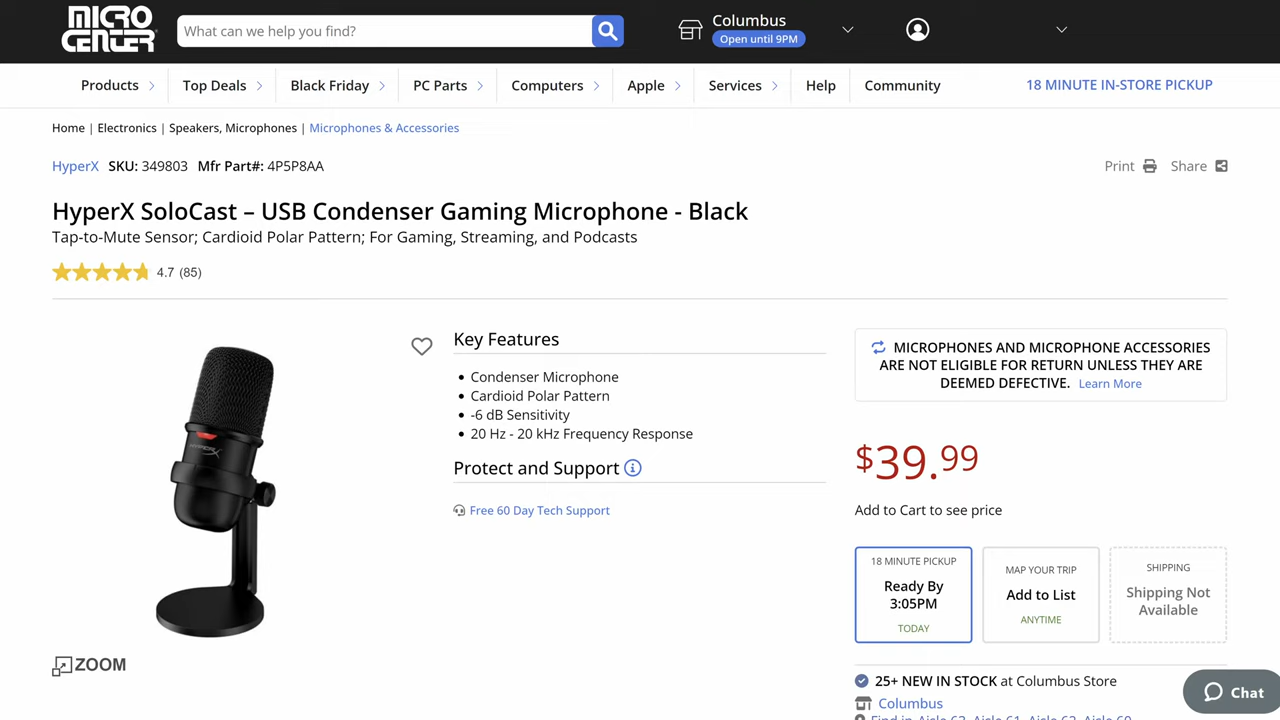 MICRO CENTER
What can we help you find?
Columbus
Open until 9PM
Products
Top Deals
Black Friday
PC Parts
Computers
Apple
Services
Help
Community
18 MINUTE IN-STORE PICKUP
Home | Electronics | Speakers, Microphones | Microphones & Accessories
HyperX SKU: 349803 Mfr Part#: 4P5P8AA
Print
Share
HyperX SoloCast – USB Condenser Gaming Microphone - Black
Tap-to-Mute Sensor; Cardioid Polar Pattern; For Gaming, Streaming, and Podcasts
4.7 (85)
Key Features
• Condenser Microphone
• Cardioid Polar Pattern
• -6 dB Sensitivity
• 20 Hz - 20 kHz Frequency Response
Protect and Support
Free 60 Day Tech Support
HYPERX
ZOOM
MICROPHONES AND MICROPHONE ACCESSORIES
ARE NOT ELIGIBLE FOR RETURN UNLESS THEY ARE
DEEMED DEFECTIVE. Learn More
$39.99
Add to Cart to see price
18 MINUTE PICKUP
Ready By
3:05PM
TODAY
MAP YOUR TRIP
Add to List
ANYTIME
SHIPPING
Shipping Not
Available
25+ NEW IN STOCK at Columbus Store
Columbus
Chat